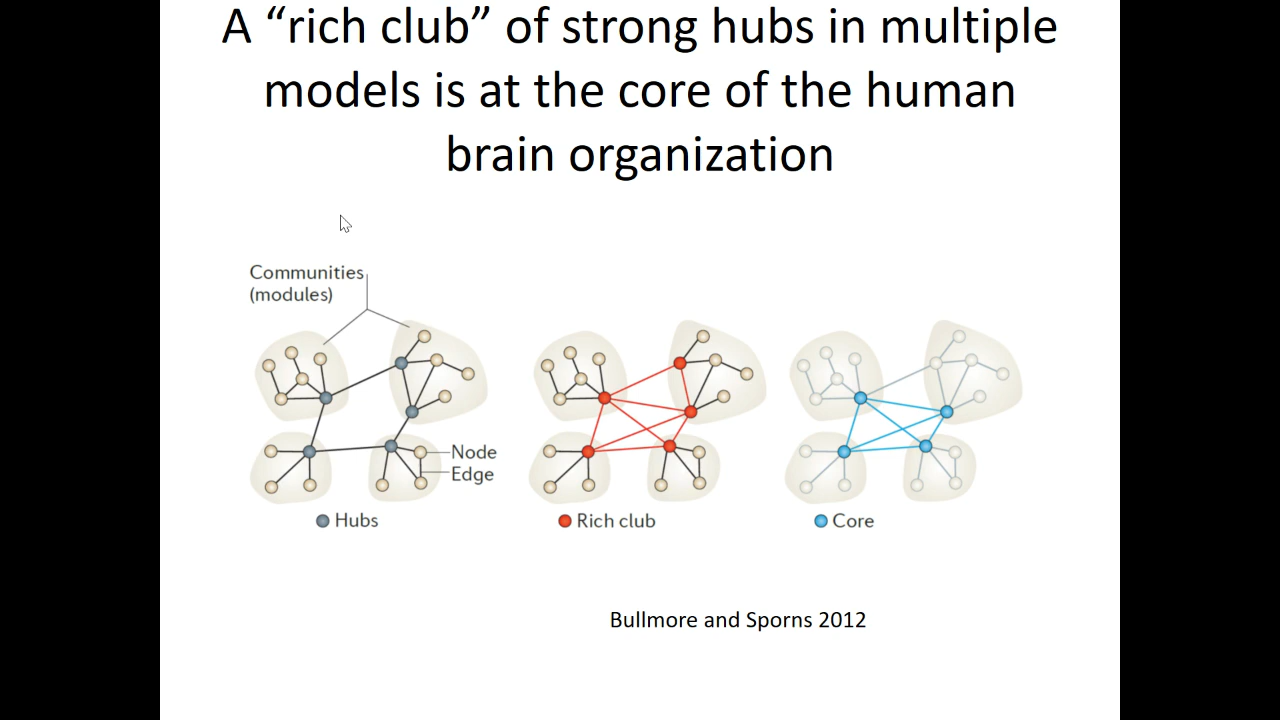 A “rich club” of strong hubs in multiple
models is at the core of the human
brain organization
Communities
(modules)
Node
Edge
Hubs
Rich club
Core
Bullmore and Sporns 2012